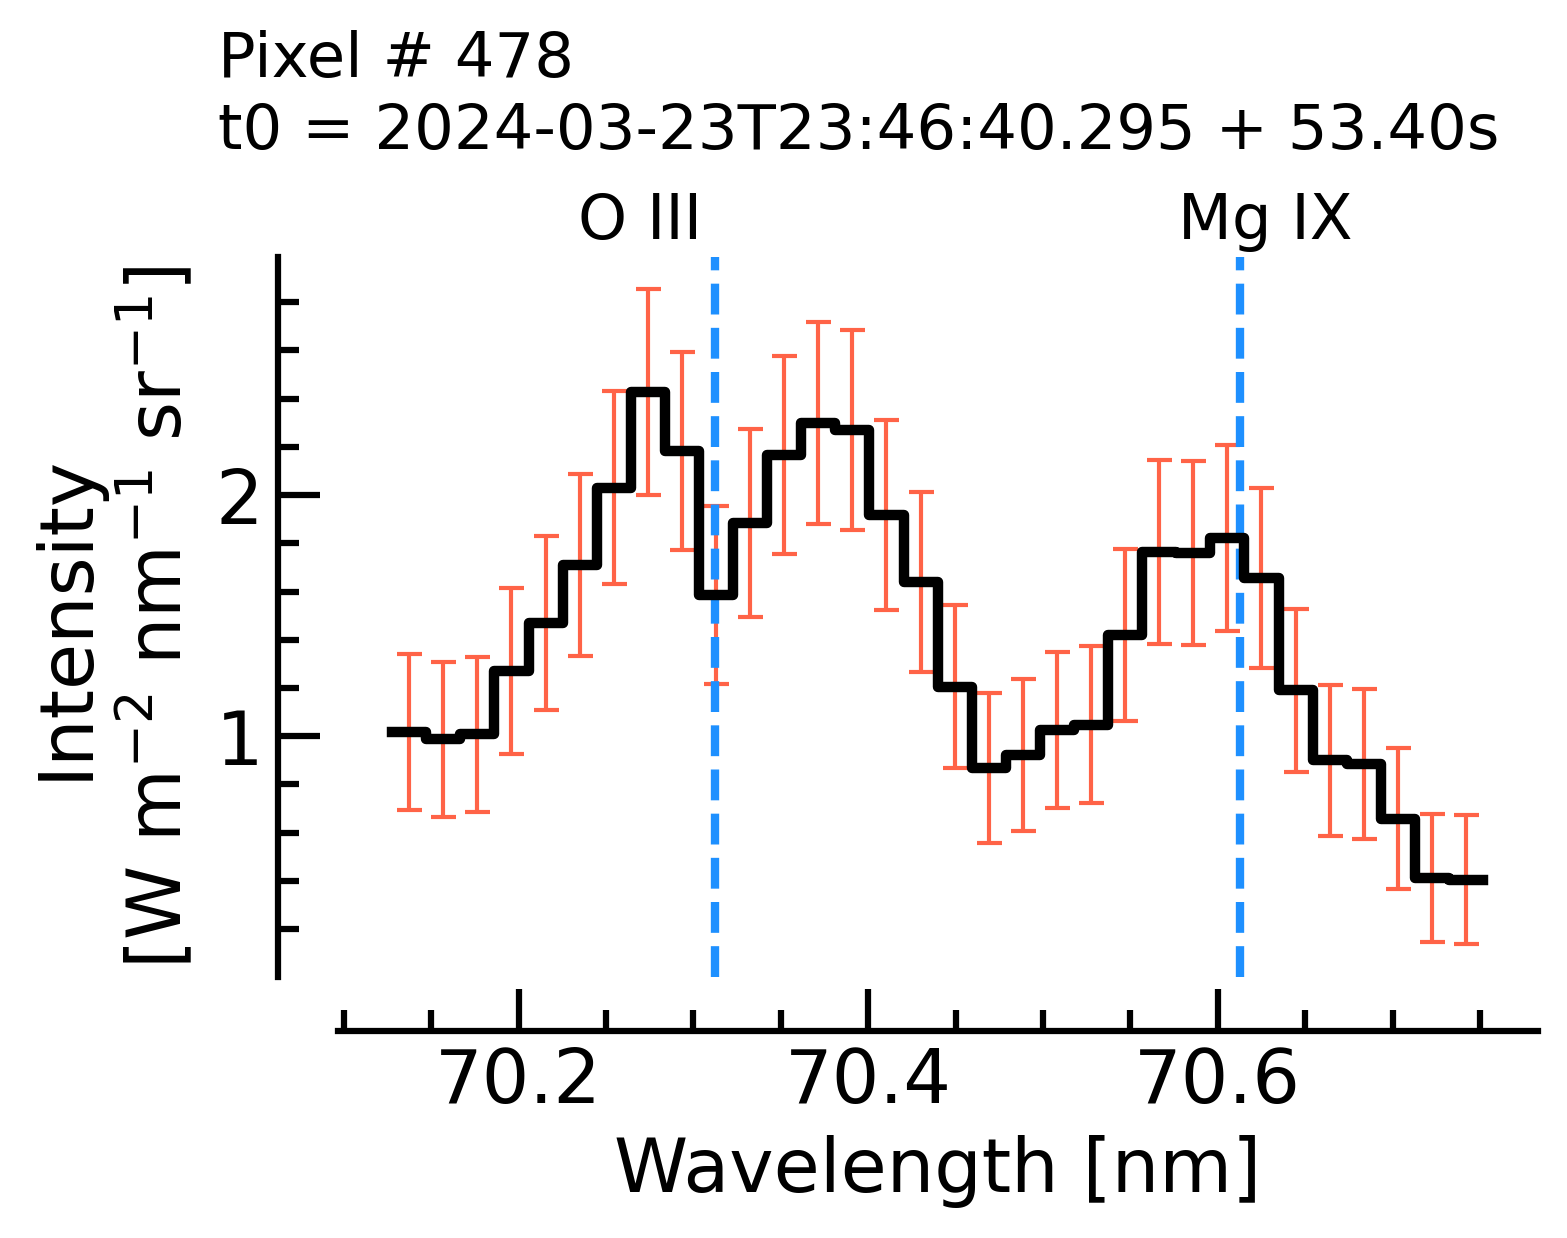 Pixel # 478
t0 = 2024-03-23T23:46:40.295 + 53.40s
O III
Mg IX
Intensity
[W m⁻² nm⁻¹ sr⁻¹]
2
1
70.2
70.4
70.6
Wavelength [nm]